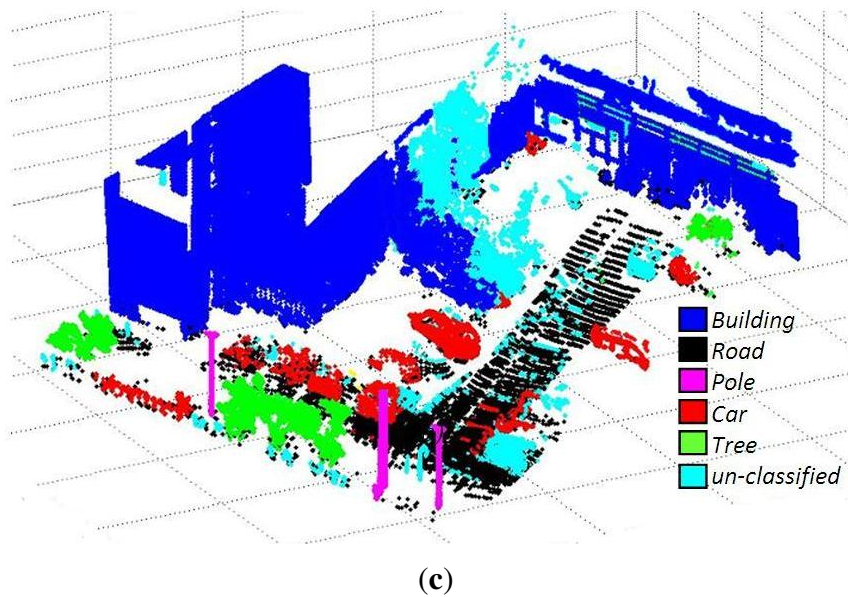 Building
Road
Pole
Car
Tree
un-classified
(c)